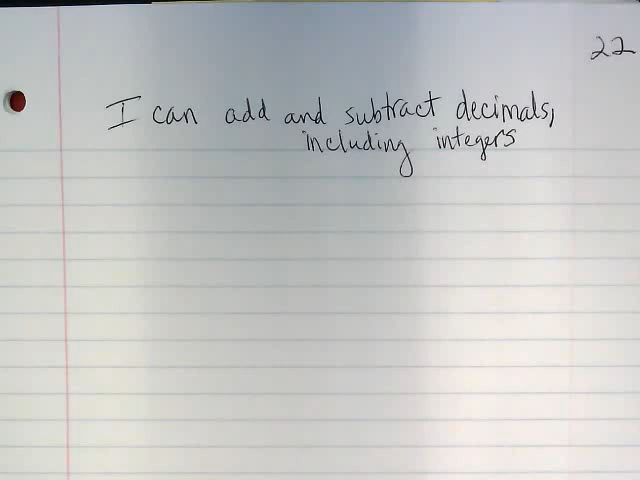 22
I can add and subtract decimals,
including integers